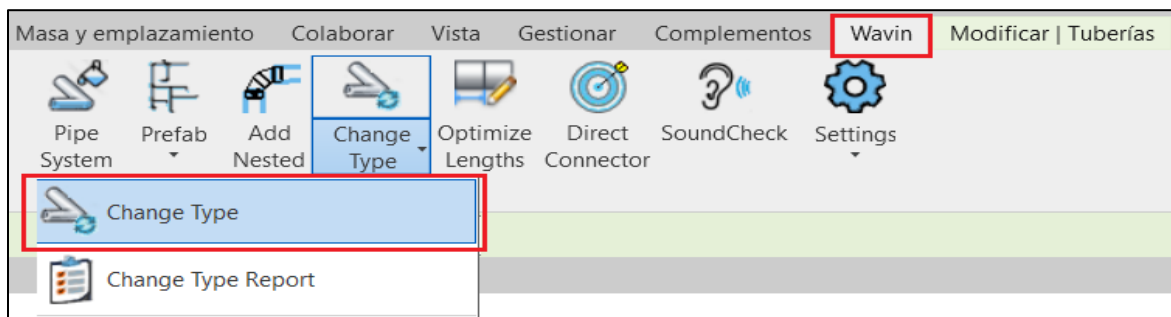 Masa y emplazamiento Colaborar Vista Gestionar Complementos Wavin Modificar | Tuberías
Pipe System Prefab Add Nested Change Type Optimize Lengths Direct Connector SoundCheck Settings
Change Type
Change Type Report